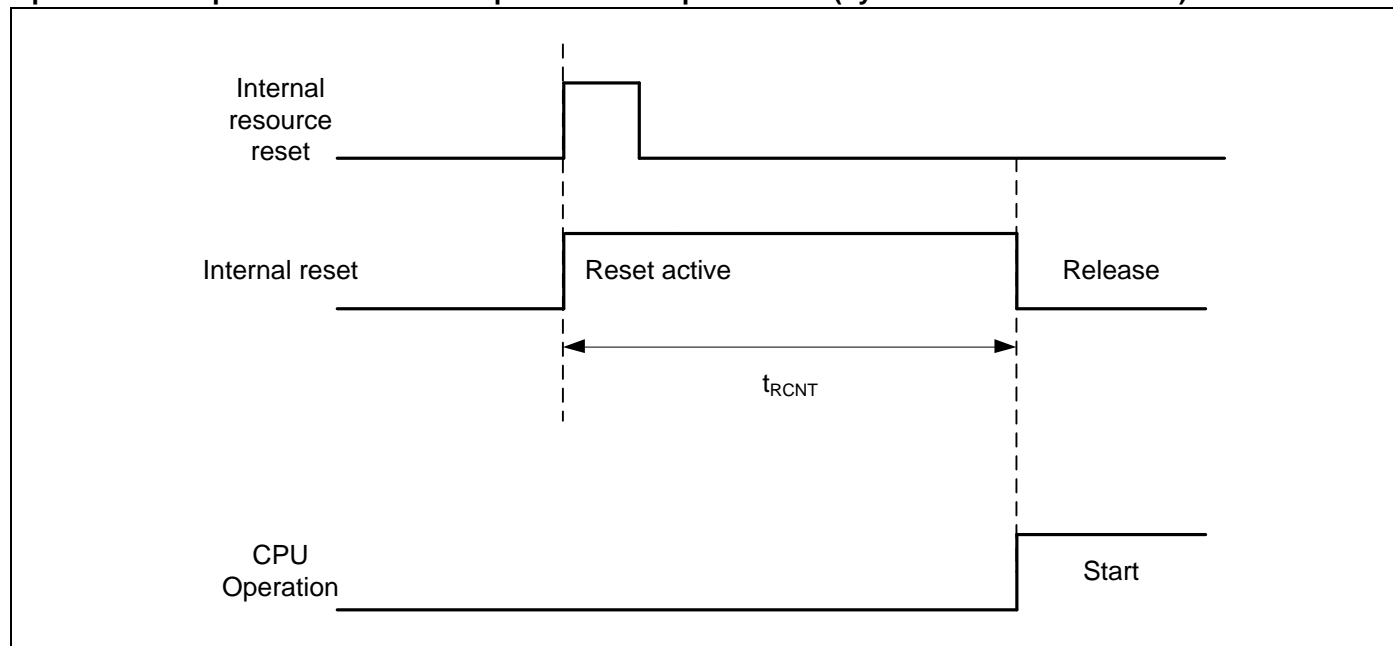 Internal
resource
reset
Internal reset
Reset active
Release
tRCNT
CPU
Operation
Start